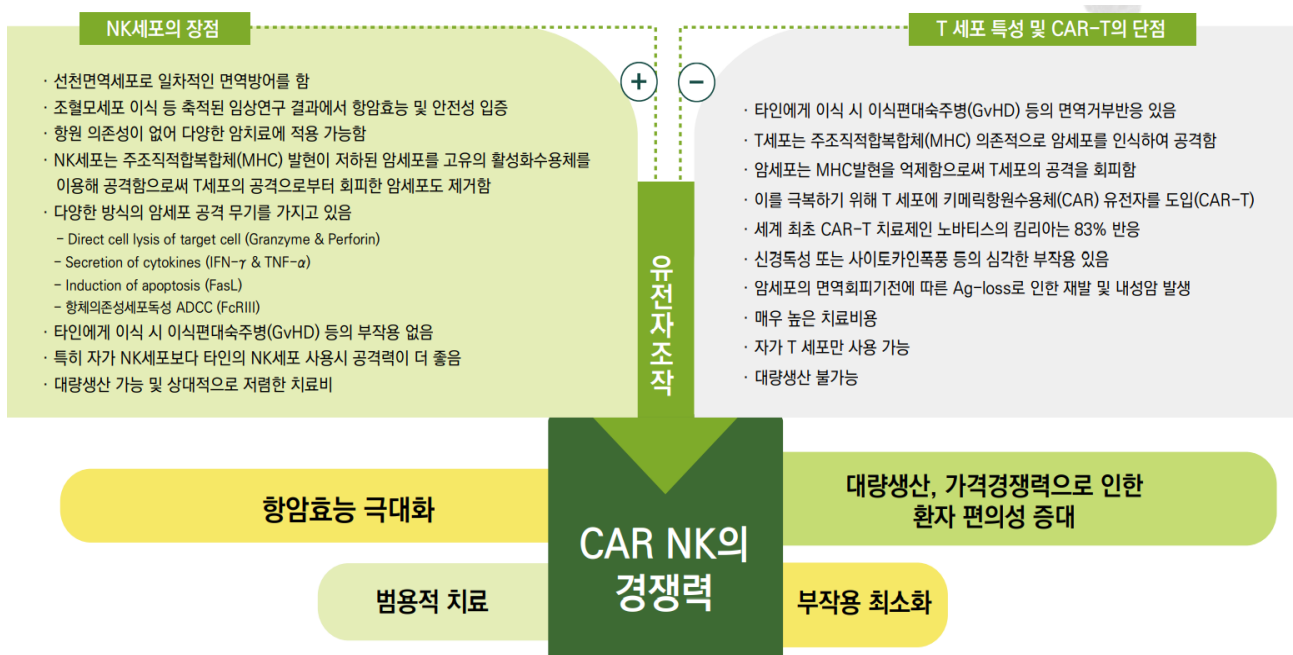 NK세포의 장점
· 선천면역세포로 일차적인 면역방어를 함
· 조혈모세포 이식 등 축적된 임상연구 결과에서 항암효능 및 안전성 입증
· 항원 의존성이 없어 다양한 암치료에 적용 가능함
· NK세포는 주조직적합복합체(MHC) 발현이 저하된 암세포를 고유의 활성화수용체를
이용해 공격함으로써 T세포의 공격으로부터 회피한 암세포도 제거함
· 다양한 방식의 암세포 공격 무기를 가지고 있음
- Direct cell lysis of target cell (Granzyme & Perforin)
- Secretion of cytokines (IFN-γ & TNF-α)
- Induction of apoptosis (FasL)
- 항체의존성세포독성 ADCC (FcRIII)
· 타인에게 이식 시 이식편대숙주병(GvHD) 등의 부작용 없음
· 특히 자가 NK세포보다 타인의 NK세포 사용시 공격력이 더 좋음
· 대량생산 가능 및 상대적으로 저렴한 치료비
+
−
유전자조작
T 세포 특성 및 CAR-T의 단점
· 타인에게 이식 시 이식편대숙주병(GvHD) 등의 면역거부반응 있음
· T세포는 주조직적합복합체(MHC) 의존적으로 암세포를 인식하여 공격함
· 암세포는 MHC발현을 억제함으로써 T세포의 공격을 회피함
· 이를 극복하기 위해 T 세포에 키메릭항원수용체(CAR) 유전자를 도입(CAR-T)
· 세계 최초 CAR-T 치료제인 노바티스의 킴리아는 83% 반응
· 신경독성 또는 사이토카인폭풍 등의 심각한 부작용 있음
· 암세포의 면역회피기전에 따른 Ag-loss로 인한 재발 및 내성암 발생
· 매우 높은 치료비용
· 자가 T 세포만 사용 가능
· 대량생산 불가능
항암효능 극대화
범용적 치료
CAR NK의
경쟁력
대량생산, 가격경쟁력으로 인한
환자 편의성 증대
부작용 최소화